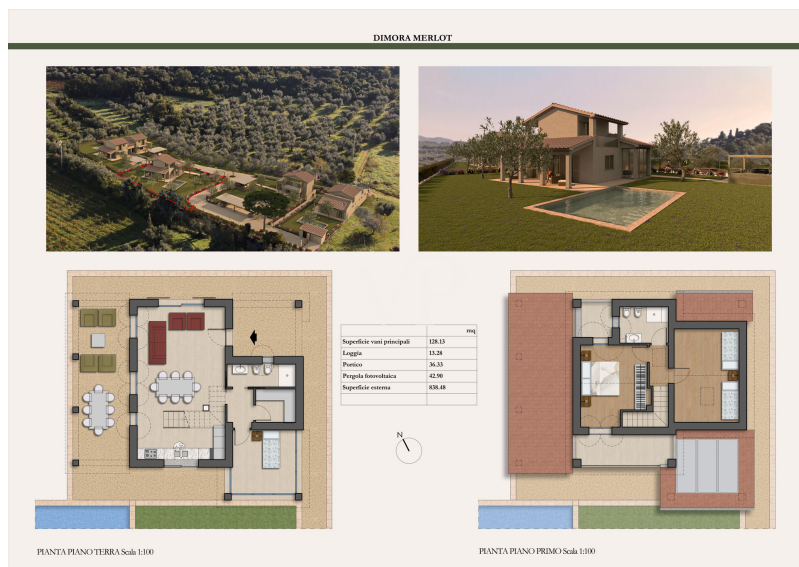 DIMORA MERLOT
mq
Superficie vani principali 128.13
Loggia 13.28
Portico 36.33
Pergola fotovoltaica 42.90
Superficie esterna 838.48
N
PIANTA PIANO TERRA Scala 1:100
PIANTA PIANO PRIMO Scala 1:100